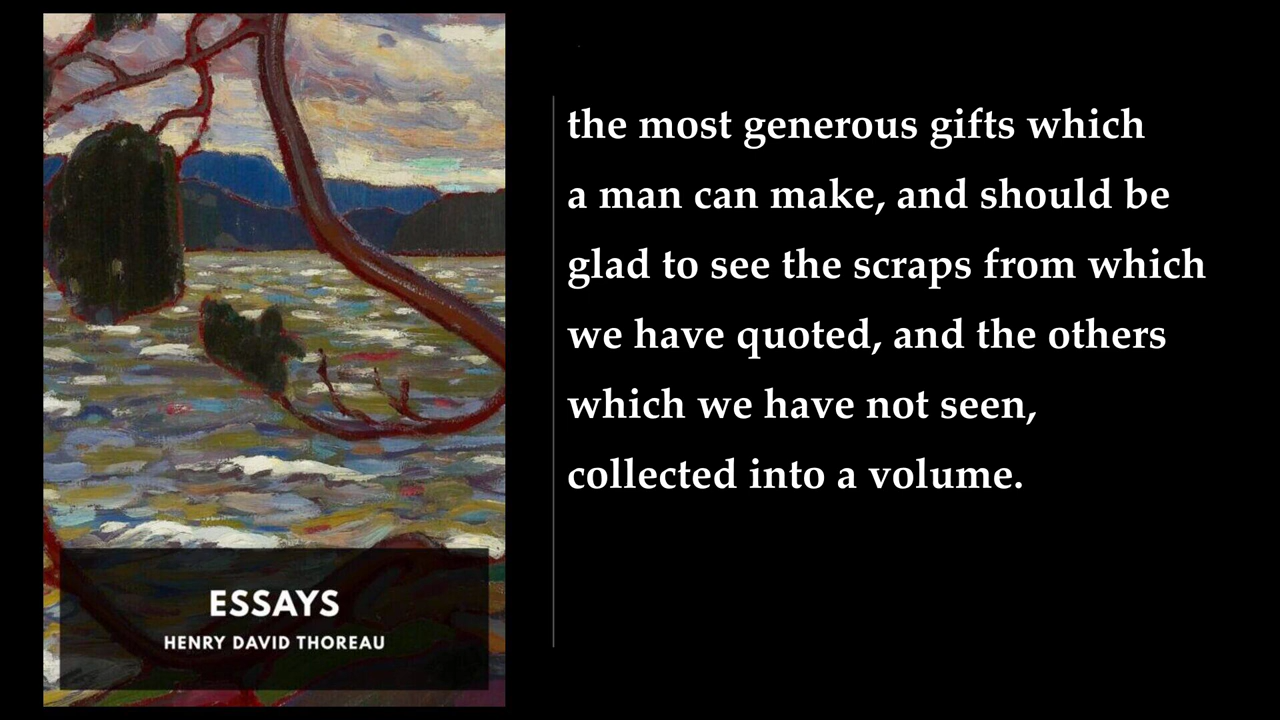 the most generous gifts which
a man can make, and should be
glad to see the scraps from which
we have quoted, and the others
which we have not seen,
collected into a volume.
ESSAYS
HENRY DAVID THOREAU